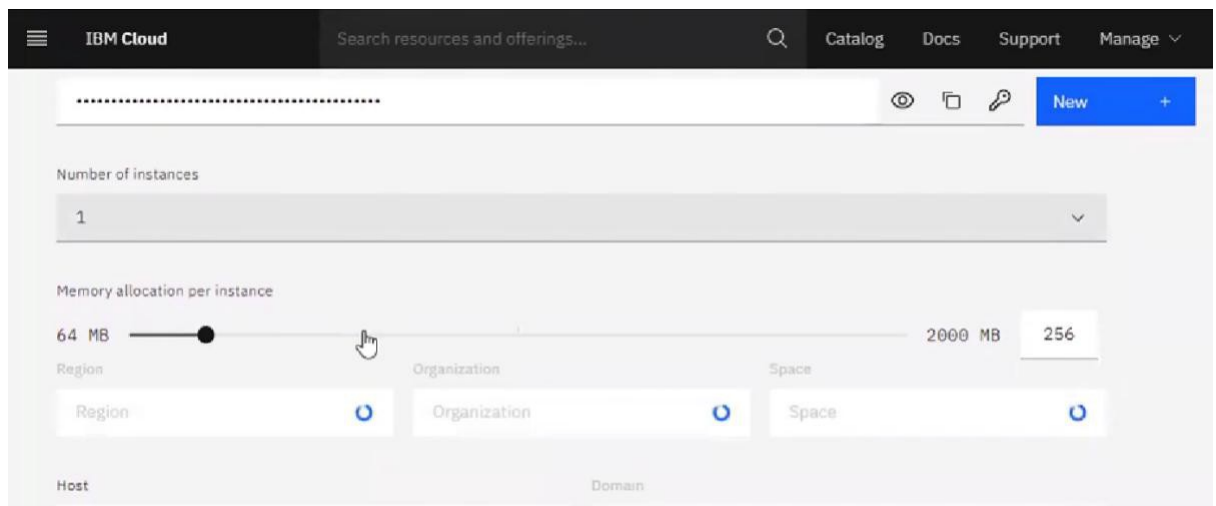 IBM Cloud Search resources and offerings... Catalog Docs Support Manage
•••••••••••••••••••••••••••••••••••••••••••• New +
Number of instances
1
Memory allocation per instance
64 MB 2000 MB 256
Region Organization Space
Region Organization Space
Host Domain